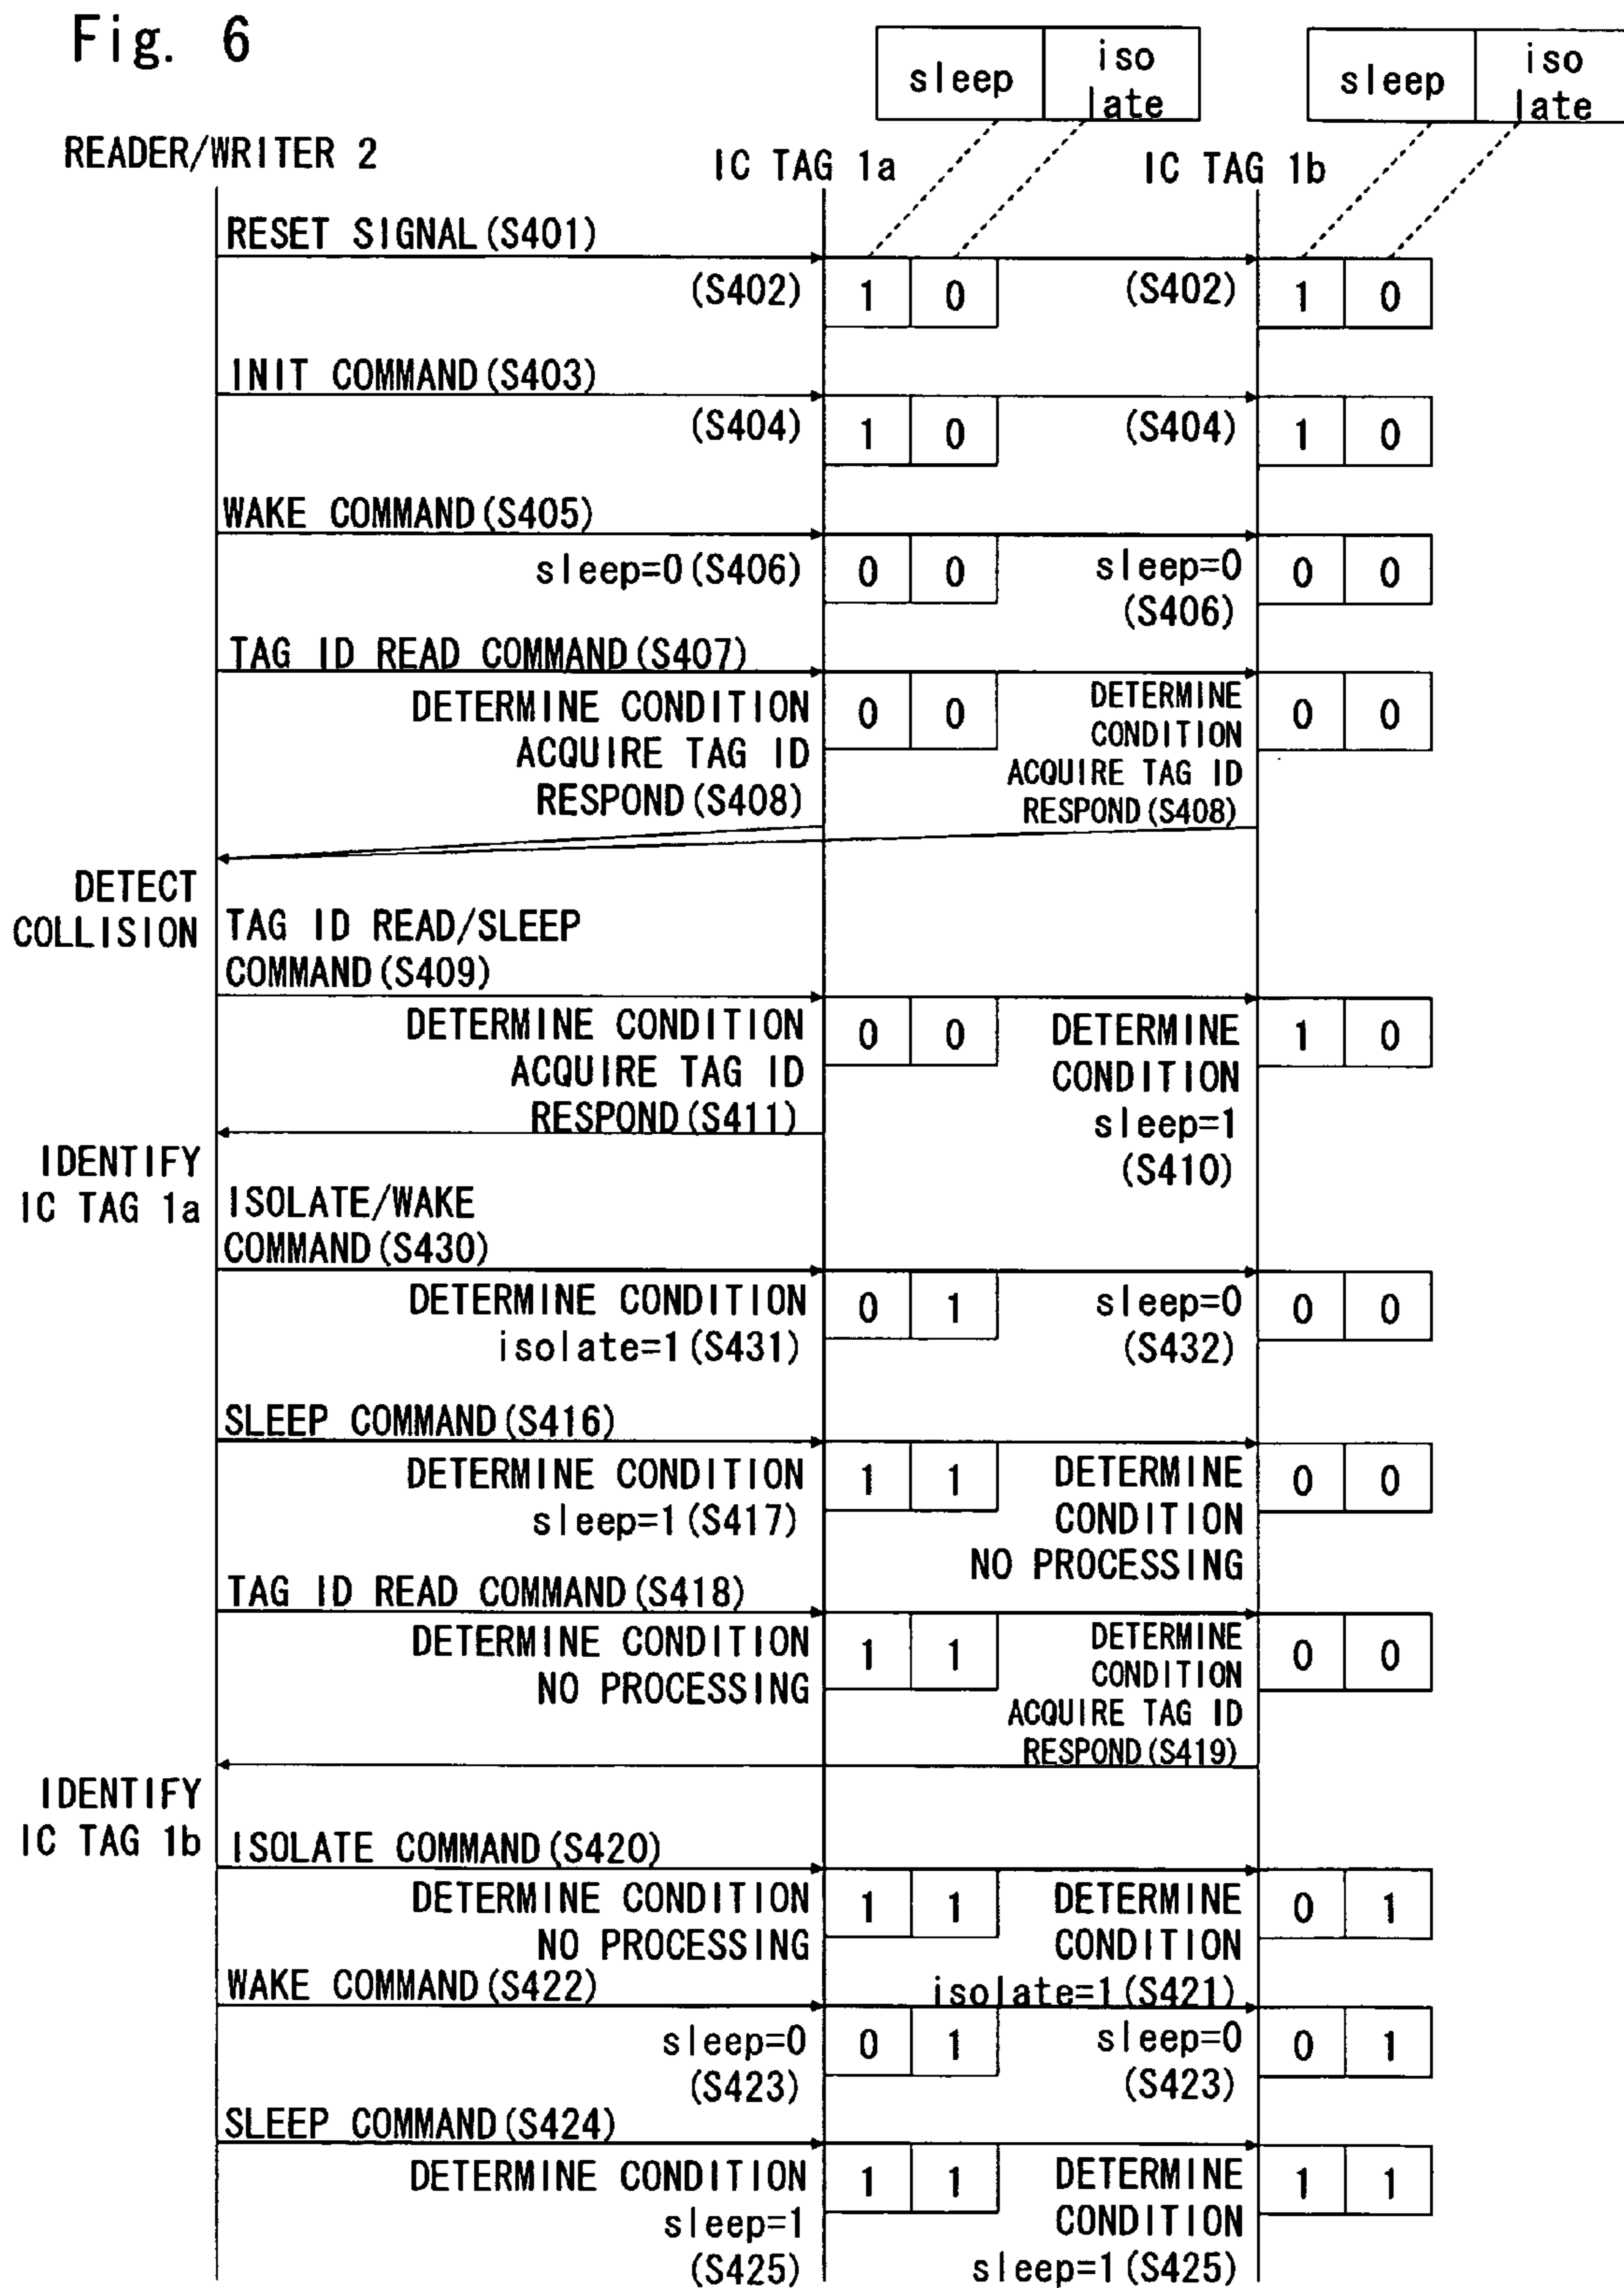 Fig. 6
sleep
iso
late
sleep
iso
late
READER/WRITER 2
IC TAG 1a
IC TAG 1b
RESET SIGNAL(S401)
(S402)
1 0
(S402)
1 0
INIT COMMAND(S403)
(S404)
1 0
(S404)
1 0
WAKE COMMAND(S405)
sleep=0(S406)
0 0
sleep=0
(S406)
0 0
TAG ID READ COMMAND(S407)
DETERMINE CONDITION
ACQUIRE TAG ID
RESPOND(S408)
0 0
DETERMINE
CONDITION
ACQUIRE TAG ID
RESPOND(S408)
0 0
DETECT
COLLISION
TAG ID READ/SLEEP
COMMAND(S409)
DETERMINE CONDITION
ACQUIRE TAG ID
RESPOND(S411)
0 0
DETERMINE
CONDITION
sleep=1
(S410)
1 0
IDENTIFY
IC TAG 1a
ISOLATE/WAKE
COMMAND(S430)
DETERMINE CONDITION
isolate=1(S431)
0 1
sleep=0
(S432)
0 0
SLEEP COMMAND(S416)
DETERMINE CONDITION
sleep=1(S417)
1 1
DETERMINE
CONDITION
NO PROCESSING
0 0
TAG ID READ COMMAND(S418)
DETERMINE CONDITION
NO PROCESSING
1 1
DETERMINE
CONDITION
ACQUIRE TAG ID
RESPOND(S419)
0 0
IDENTIFY
IC TAG 1b
ISOLATE COMMAND(S420)
DETERMINE CONDITION
NO PROCESSING
1 1
DETERMINE
CONDITION
isolate=1(S421)
0 1
WAKE COMMAND(S422)
sleep=0
(S423)
0 1
sleep=0
(S423)
0 1
SLEEP COMMAND(S424)
DETERMINE CONDITION
sleep=1
(S425)
1 1
DETERMINE
CONDITION
sleep=1(S425)
1 1